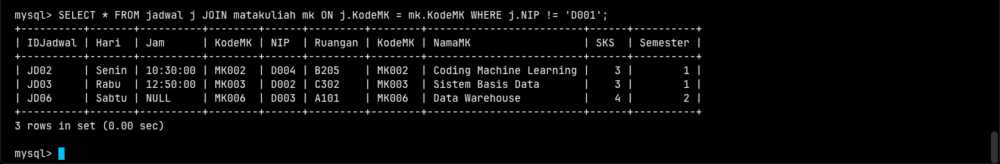 mysql> SELECT * FROM jadwal j JOIN matakuliah mk ON j.KodeMK = mk.KodeMK WHERE j.NIP != 'D001';
+----------+-------+----------+--------+------+---------+--------+-------------------------+------+----------+
| IDJadwal | Hari  | Jam      | KodeMK | NIP  | Ruangan | KodeMK | NamaMK                  | SKS  | Semester |
+----------+-------+----------+--------+------+---------+--------+-------------------------+------+----------+
| JD02     | Senin | 10:30:00 | MK002  | D004 | B205    | MK002  | Coding Machine Learning |    3 |        1 |
| JD03     | Rabu  | 12:50:00 | MK003  | D002 | C302    | MK003  | Sistem Basis Data       |    3 |        1 |
| JD06     | Sabtu | NULL     | MK006  | D003 | A101    | MK006  | Data Warehouse          |    4 |        2 |
+----------+-------+----------+--------+------+---------+--------+-------------------------+------+----------+
3 rows in set (0.00 sec)
mysql>